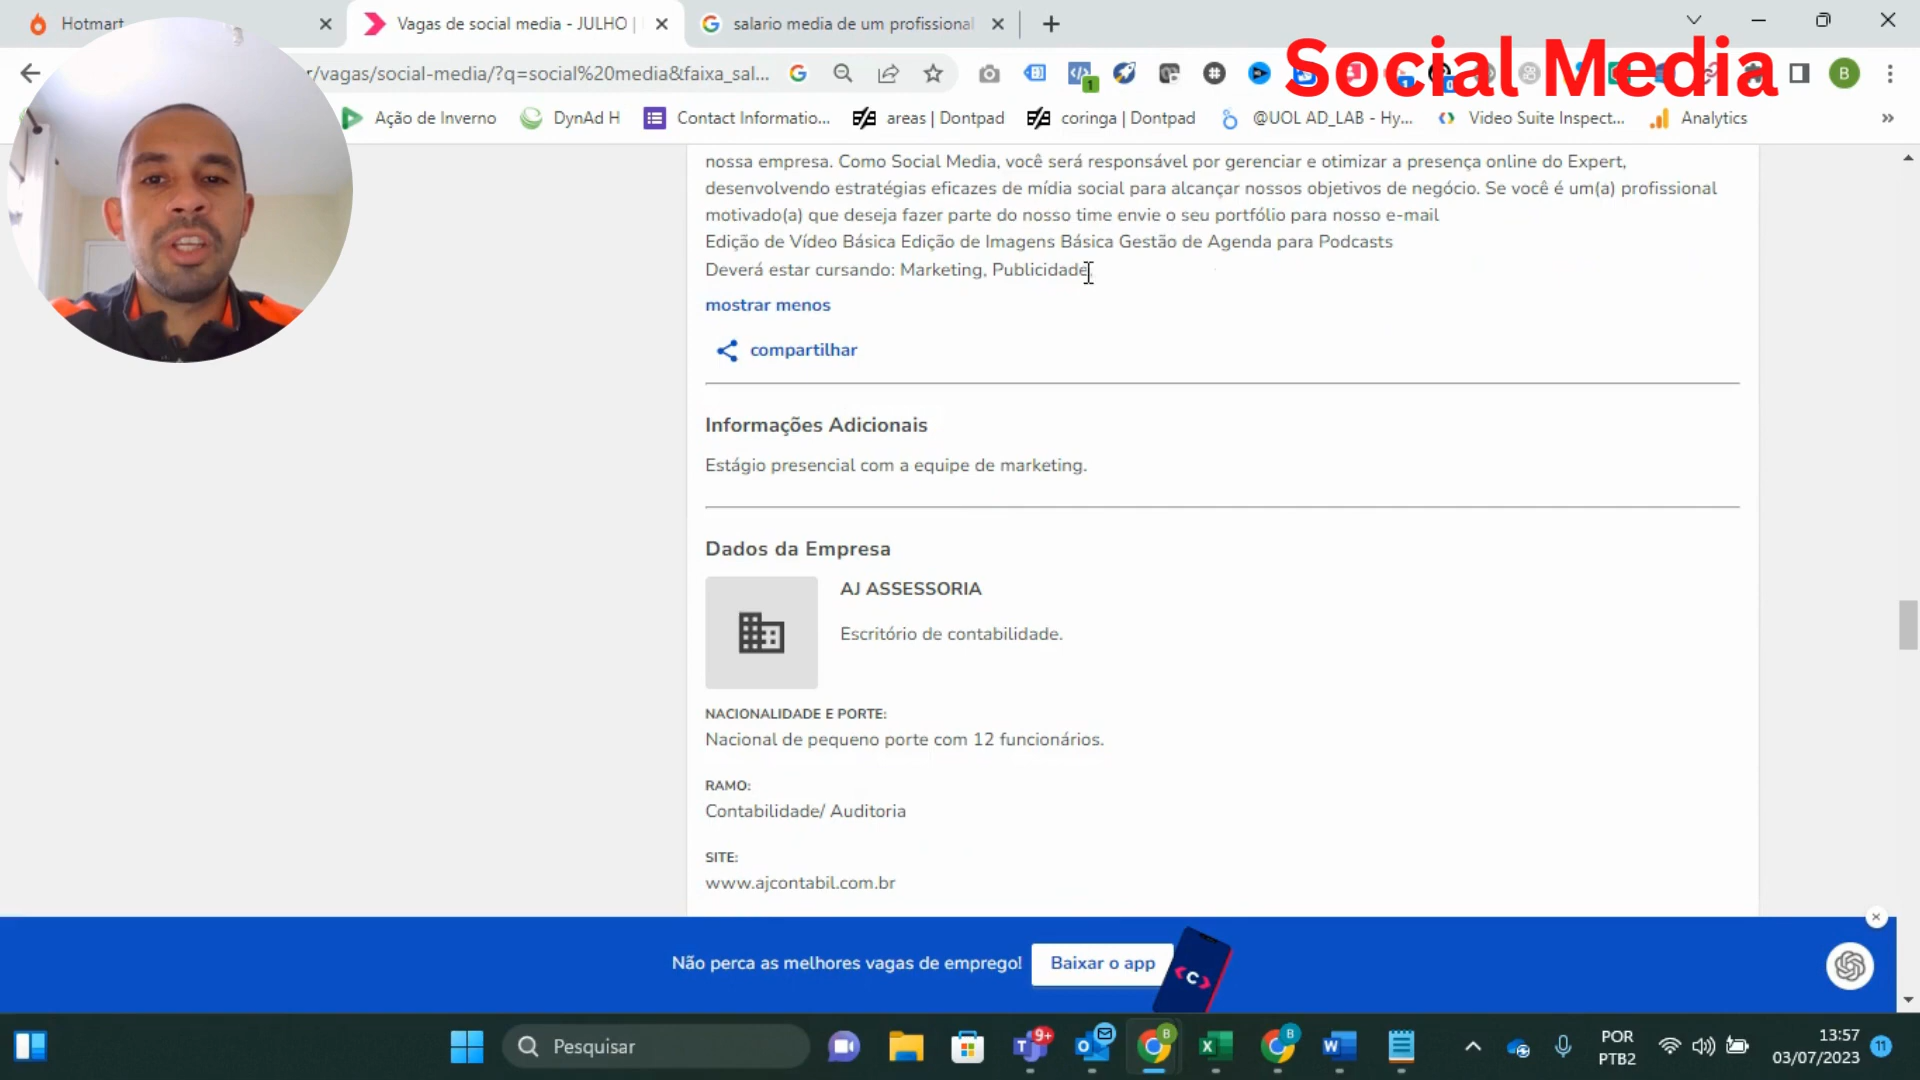 Hotmart
Vagas de social media - JULHO |
salario media de um profissional
r/vagas/social-media/?q=social%20media&faixa_sal...
Social Media
B
Ação de Inverno
DynAd H
Contact Informatio...
areas | Dontpad
coringa | Dontpad
@UOL AD_LAB - Hy...
Video Suite Inspect...
Analytics
nossa empresa. Como Social Media, você será responsável por gerenciar e otimizar a presença online do Expert,
desenvolvendo estratégias eficazes de mídia social para alcançar nossos objetivos de negócio. Se você é um(a) profissional
motivado(a) que deseja fazer parte do nosso time envie o seu portfólio para nosso e-mail
Edição de Vídeo Básica Edição de Imagens Básica Gestão de Agenda para Podcasts
Deverá estar cursando: Marketing, Publicidade.
mostrar menos
compartilhar
Informações Adicionais
Estágio presencial com a equipe de marketing.
Dados da Empresa
AJ ASSESSORIA
Escritório de contabilidade.
NACIONALIDADE E PORTE:
Nacional de pequeno porte com 12 funcionários.
RAMO:
Contabilidade/ Auditoria
SITE:
www.ajcontabil.com.br
Não perca as melhores vagas de emprego!
Baixar o app
Pesquisar
9+
POR
PTB2
13:57
03/07/2023
11